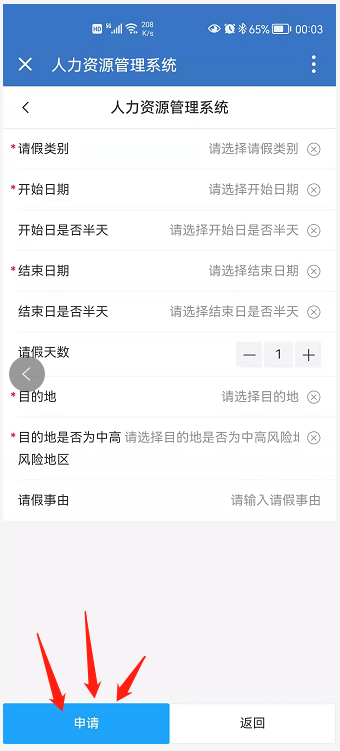 HD 5G 208 K/s 65% 00:03
人力资源管理系统
人力资源管理系统
*请假类别 请选择请假类别
*开始日期 请选择开始日期
开始日是否半天 请选择开始日是否半天
*结束日期 请选择结束日期
结束日是否半天 请选择结束日是否半天
请假天数 — 1 +
*目的地 请选择目的地
*目的地是否为中高 请选择目的地是否为中高风险地
风险地区
请假事由 请输入请假事由
申请 返回